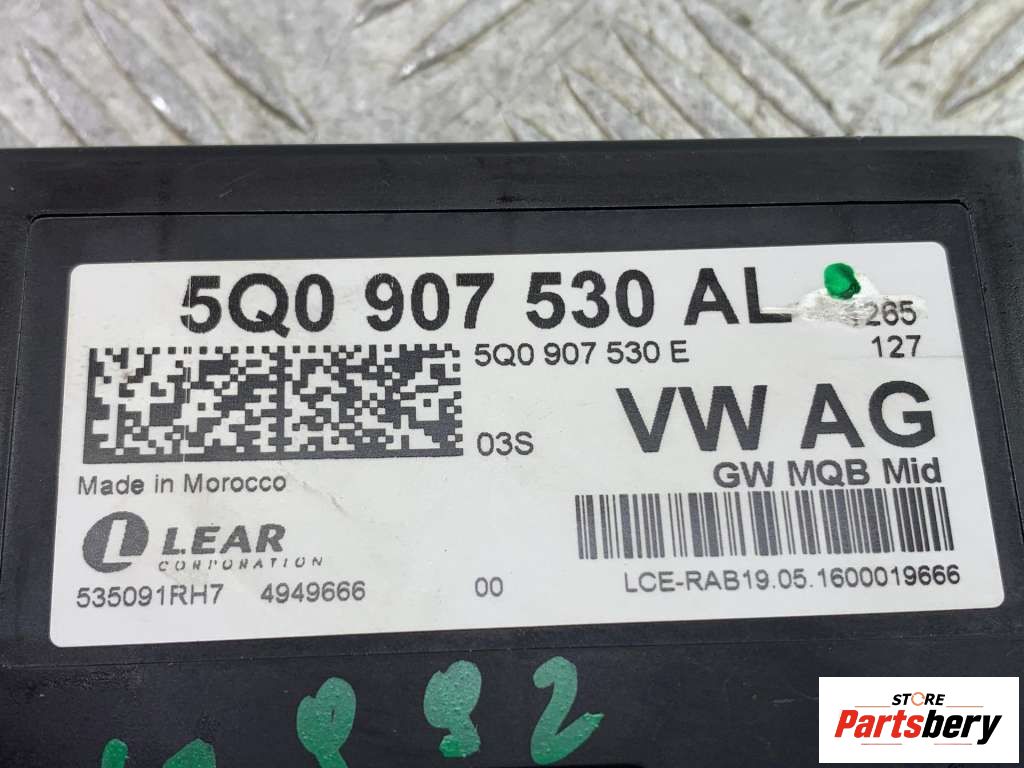 5Q0 907 530 AL
265
127
5Q0 907 530 E
VW AG
03S
GW MQB Mid
Made in Morocco
LEAR
CORPORATION
LCE-RAB19.05.1600019666
535091RH7 4949666 00
STORE
Partsbery